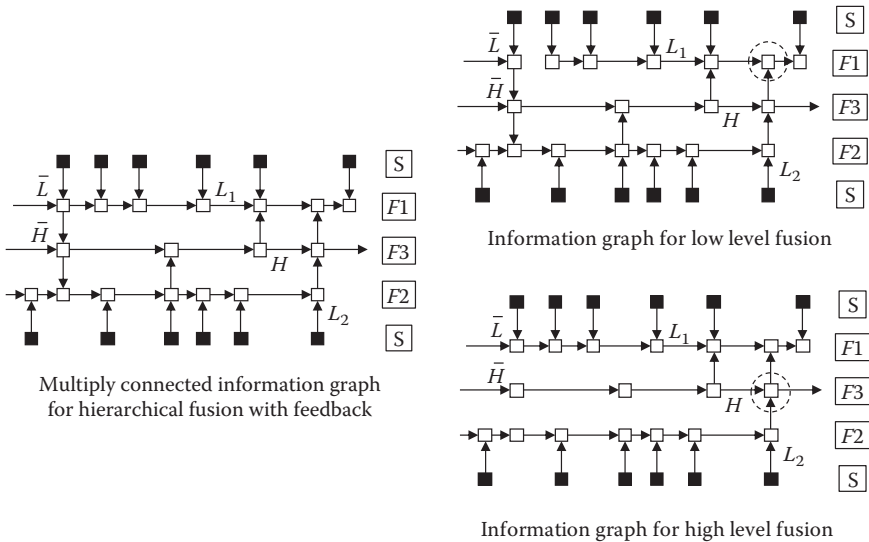 S
L̄
L₁
F1
H̄
H
F3
F2
L₂
S
Multiply connected information graph
for hierarchical fusion with feedback
S
L̄
L₁
F1
H̄
H
F3
F2
L₂
S
Information graph for low level fusion
S
L̄
L₁
F1
H̄
H
F3
F2
L₂
S
Information graph for high level fusion